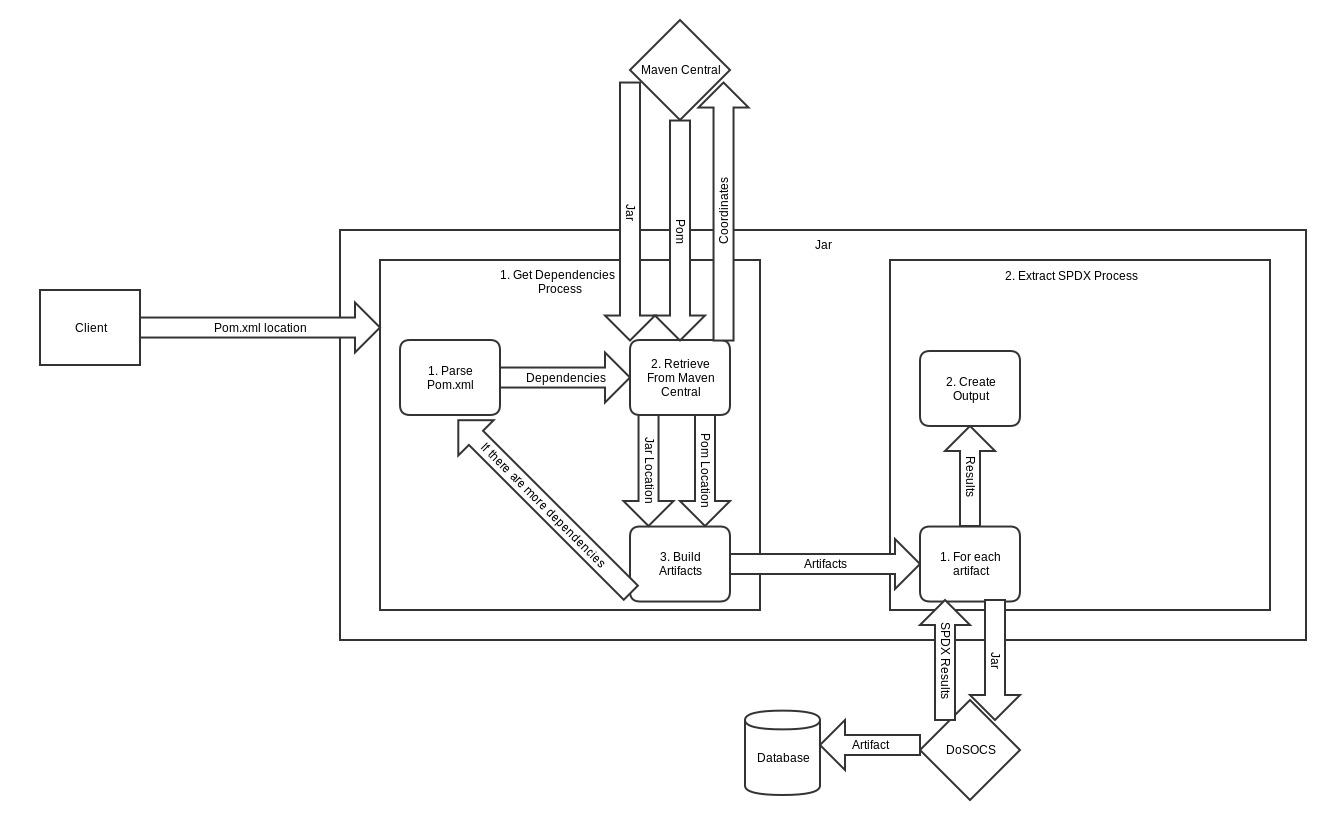 Maven Central
Jar
Pom
Coordinates
Jar
1. Get Dependencies
Process
2. Extract SPDX Process
Client
Pom.xml location
1. Parse
Pom.xml
Dependencies
2. Retrieve
From Maven
Central
2. Create
Output
If there are more dependencies
Jar Location
Pom Location
Results
3. Build
Artifacts
Artifacts
1. For each
artifact
SPDX Results
Jar
Database
Artifact
DoSOCS